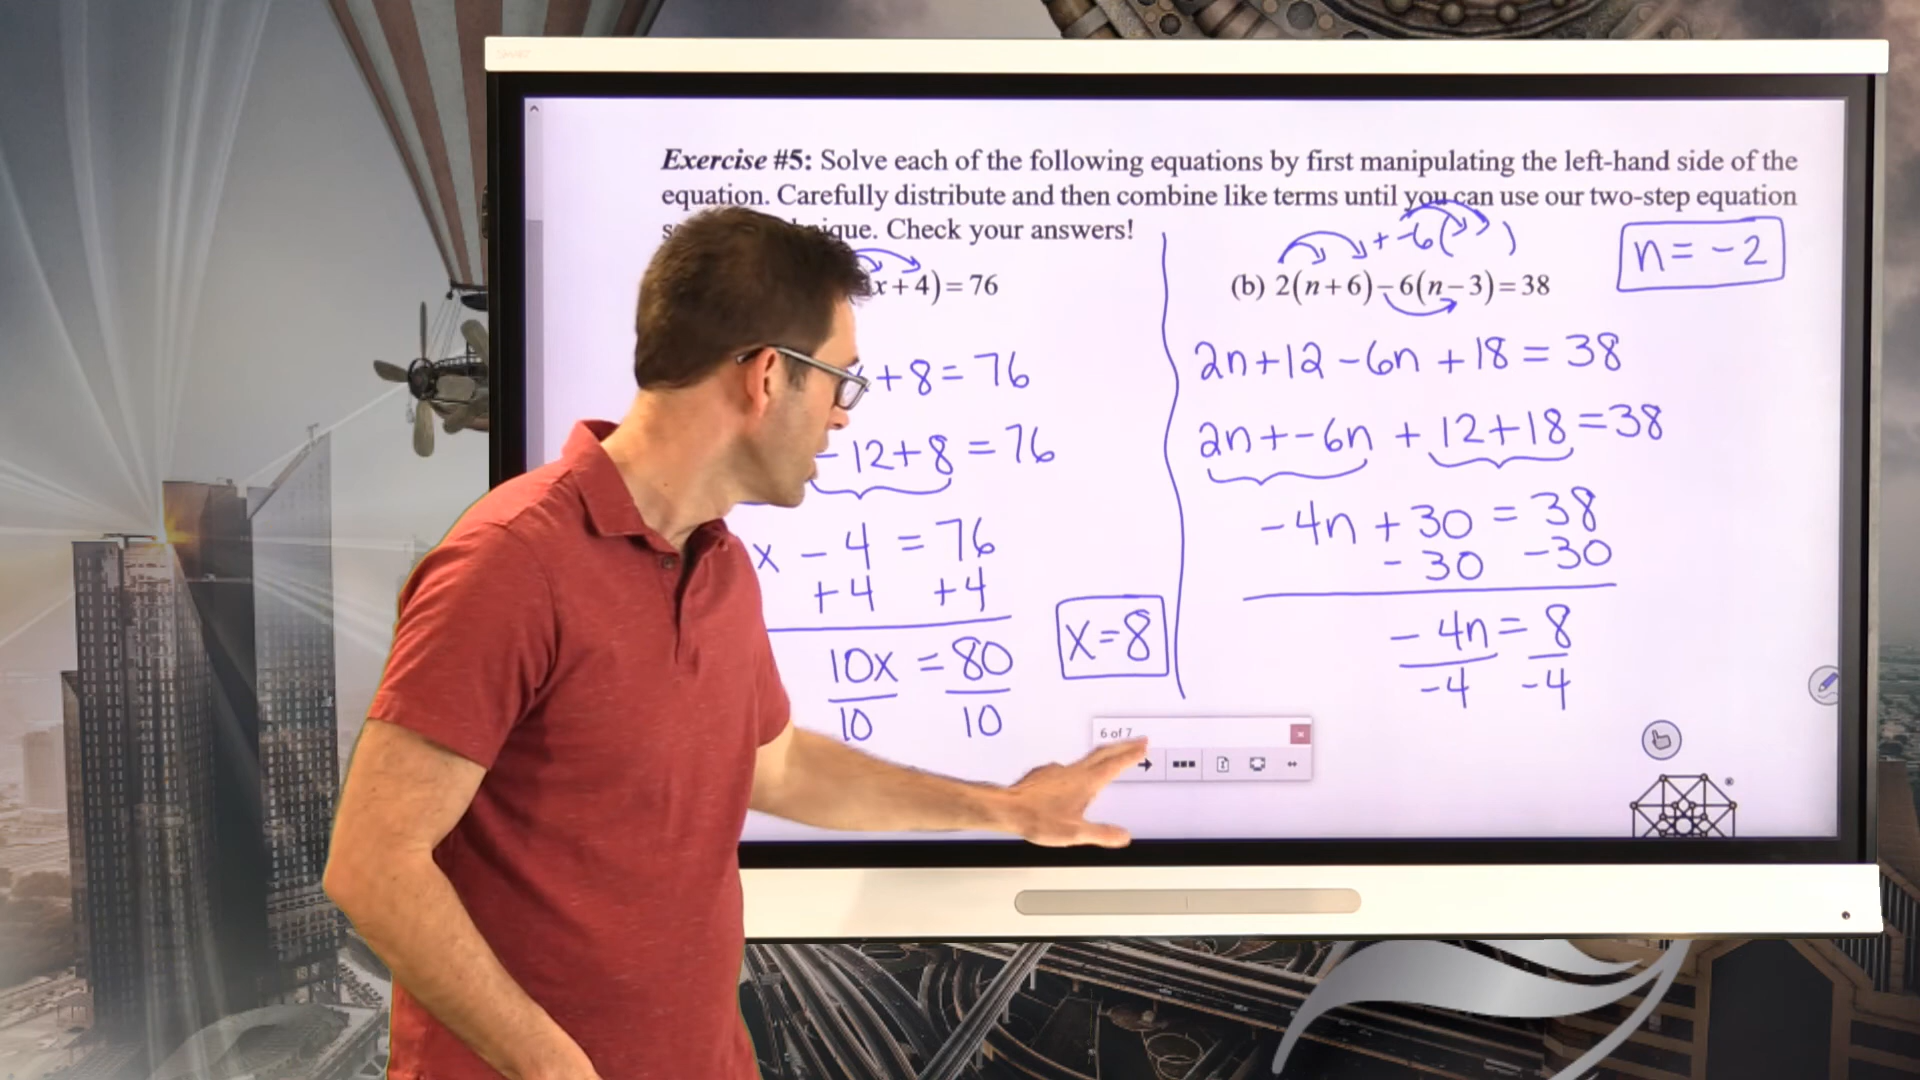 Exercise #5: Solve each of the following equations by first manipulating the left-hand side of the
equation. Carefully distribute and then combine like terms until you can use our two-step equation
que. Check your answers!
x+4)=76
+8=76
-12+8=76
x - 4 = 76
+4 +4
10x = 80
10 10
x=8
+-6( )
n = -2
(b) 2(n+6)-6(n-3)=38
2n+12-6n+18=38
2n+-6n+12+18=38
-4n+30=38
-30 -30
-4n=8
-4 -4
6 of 7